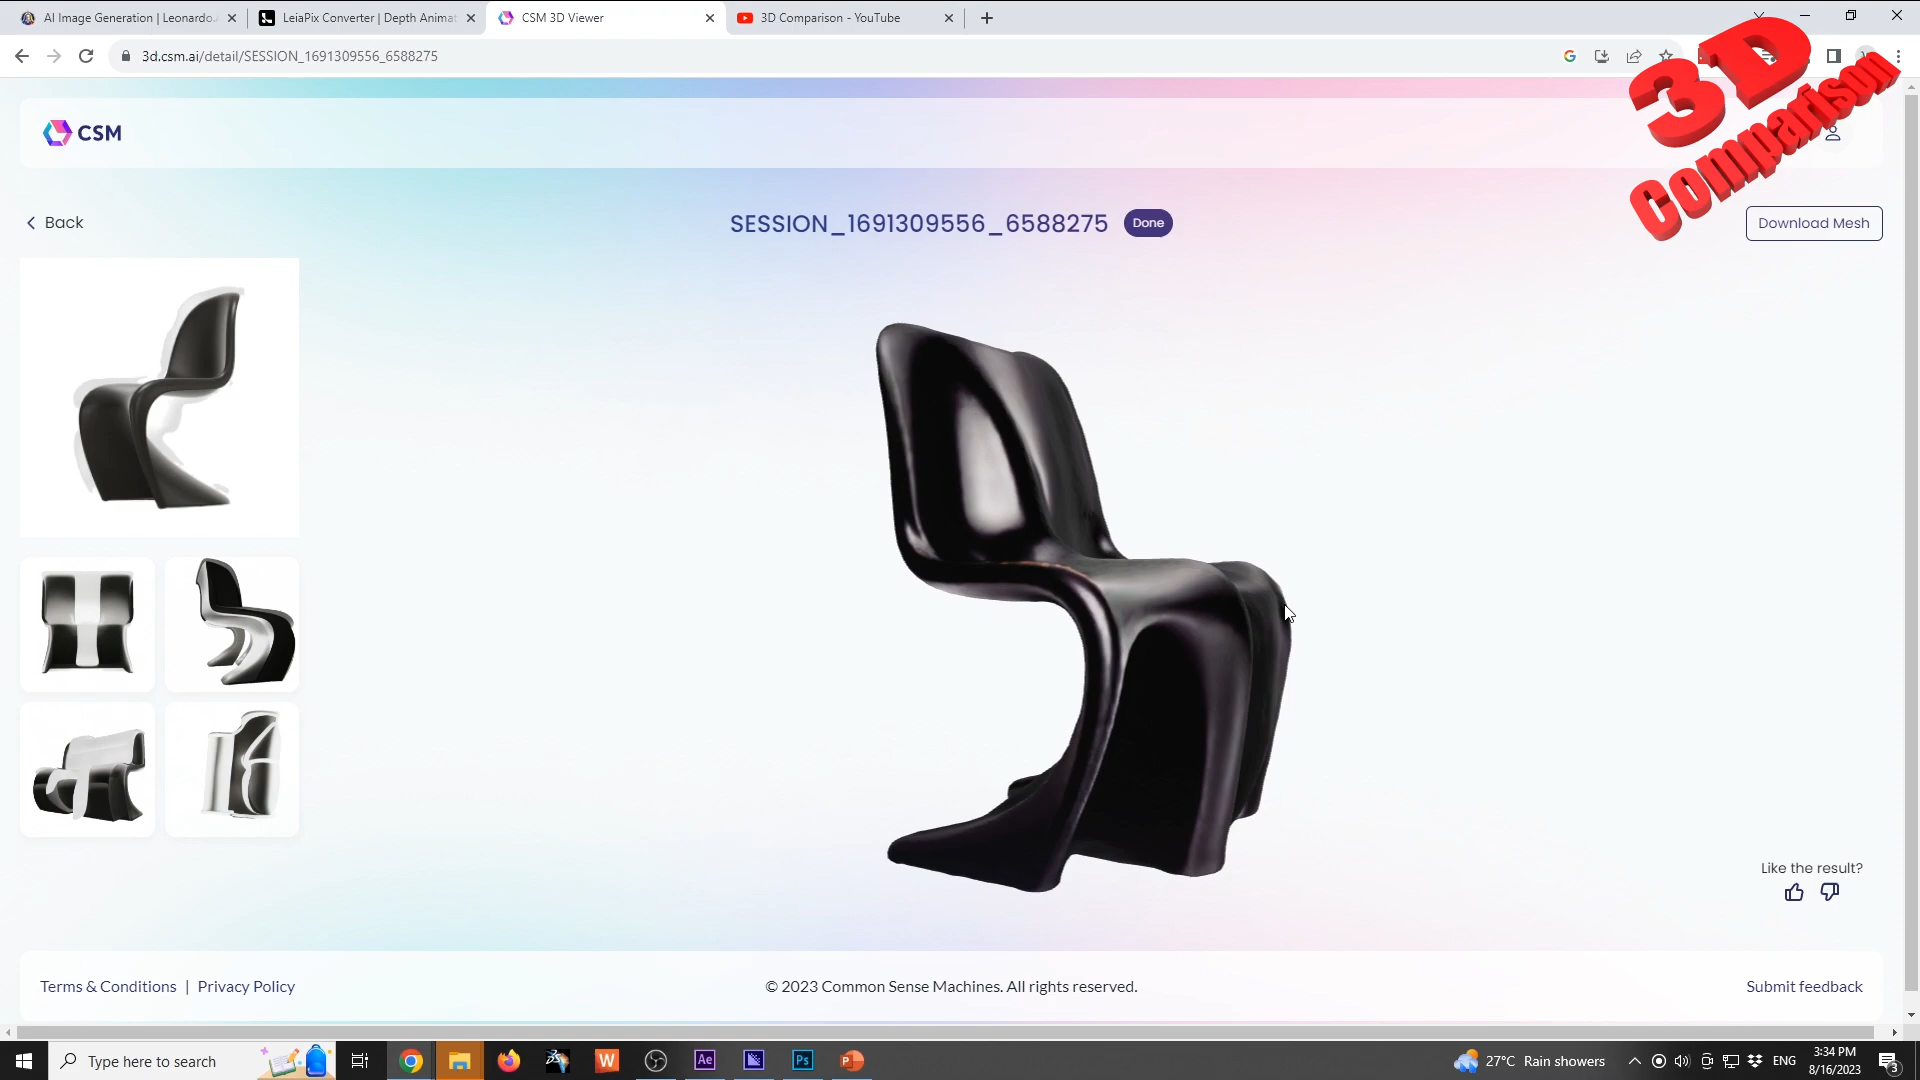 AI Image Generation | Leonardo.
LeiaPix Converter | Depth Animat
CSM 3D Viewer
3D Comparison - YouTube
3d.csm.ai/detail/SESSION_1691309556_6588275
3D
Comparison
CSM
Back
SESSION_1691309556_6588275
Done
Download Mesh
Like the result?
Terms & Conditions | Privacy Policy
© 2023 Common Sense Machines. All rights reserved.
Submit feedback
Type here to search
W
Ae
Ps
P
27°C Rain showers
ENG
3:34 PM
8/16/2023
3